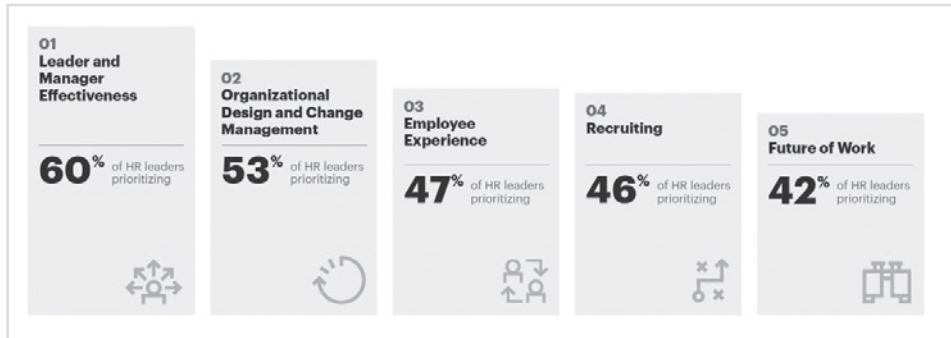 01
Leader and
Manager
Effectiveness
60% of HR leaders
prioritizing
02
Organizational
Design and Change
Management
53% of HR leaders
prioritizing
03
Employee
Experience
47% of HR leaders
prioritizing
04
Recruiting
46% of HR leaders
prioritizing
05
Future of Work
42% of HR leaders
prioritizing